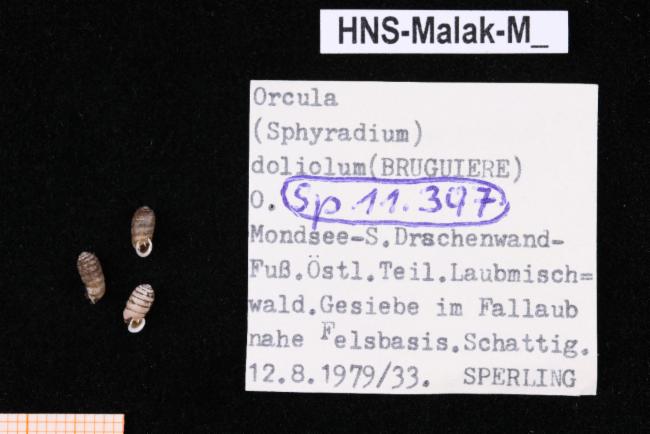 HNS-Malak-M_
Orcula
(Sphyradium)
doliolum(BRUGUIERE)
O. Sp.11.397
Mondsee-S.Drachenwand-
Fuß.Östl.Teil.Laubmisch=
wald.Gesiebe im Fallaub
nahe Felsbasis.Schattig.
12.8.1979/33. SPERLING